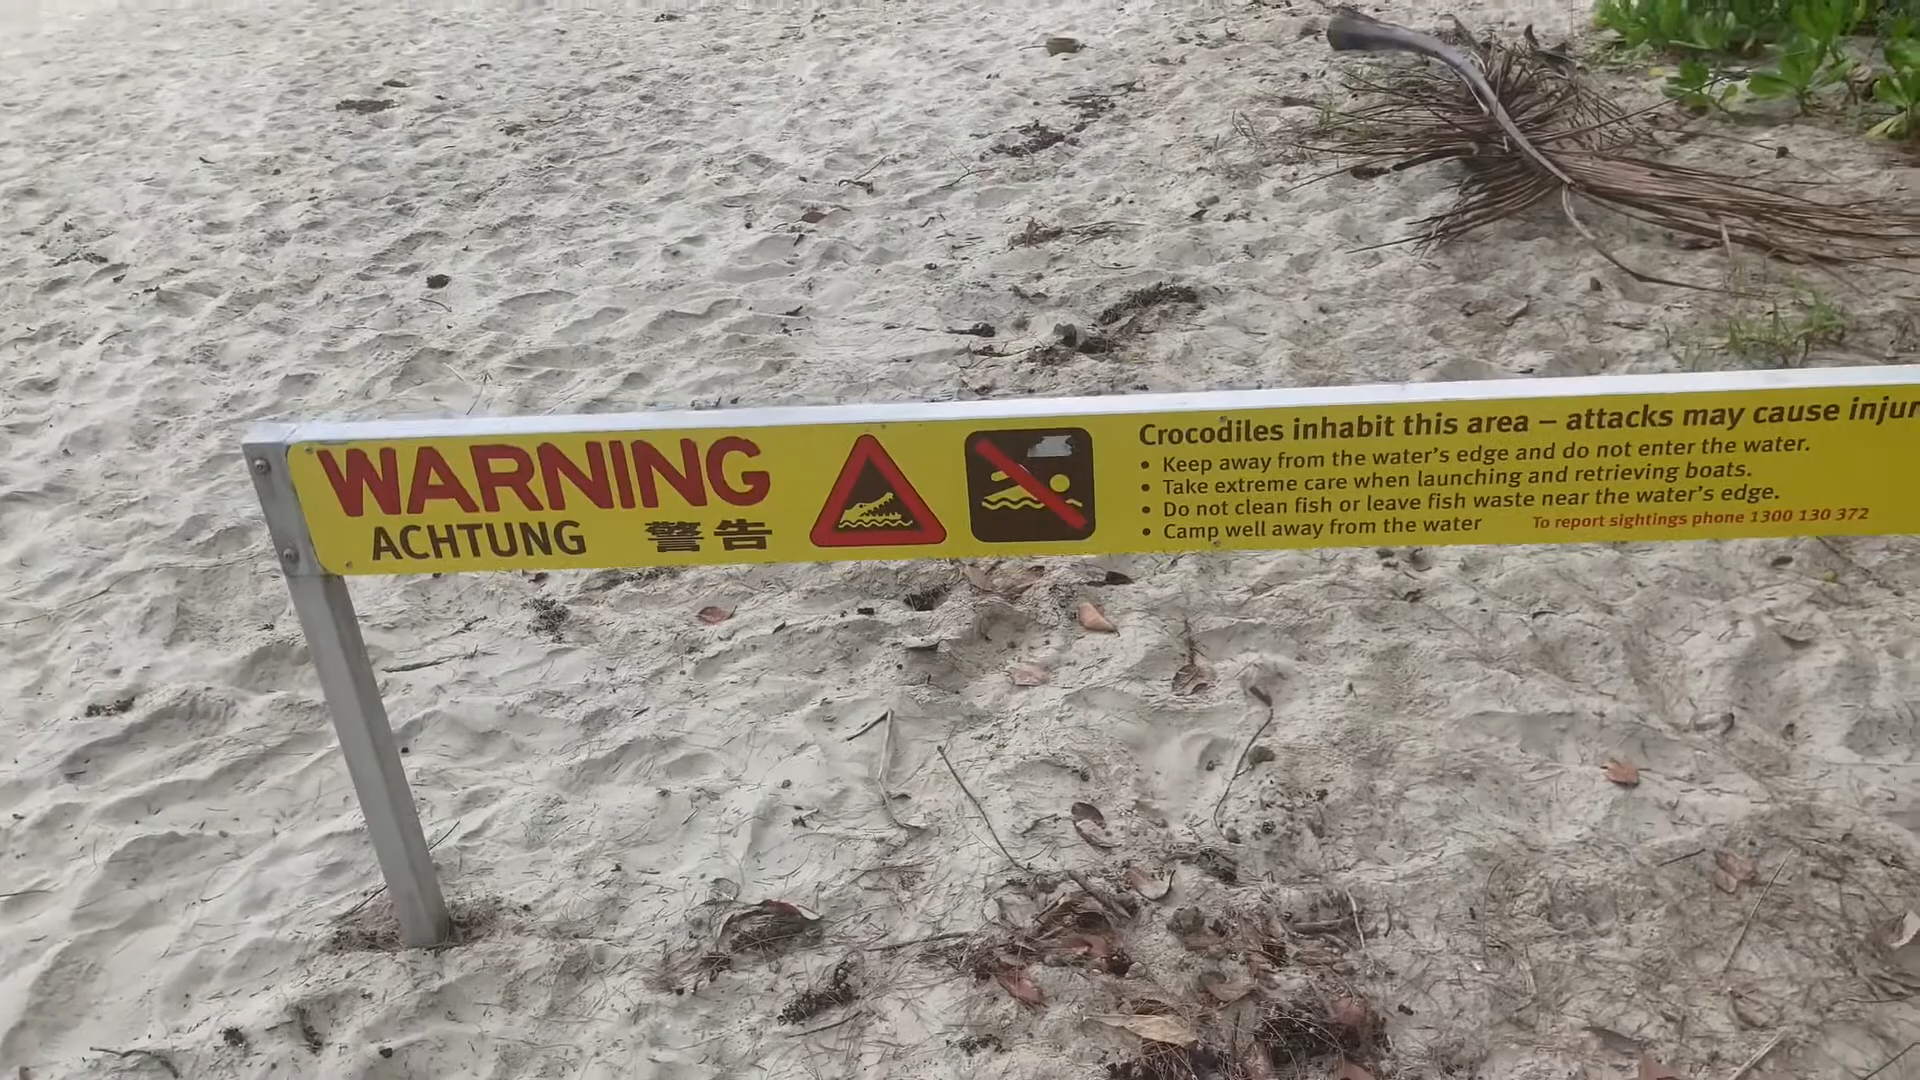 WARNING
ACHTUNG 警告
Crocodiles inhabit this area – attacks may cause
• Keep away from the water's edge and do not enter the water.
• Take extreme care when launching and retrieving boats.
• Do not clean fish or leave fish waste near the water's edge.
• Camp well away from the water
To report sightings phone 1300 130 372